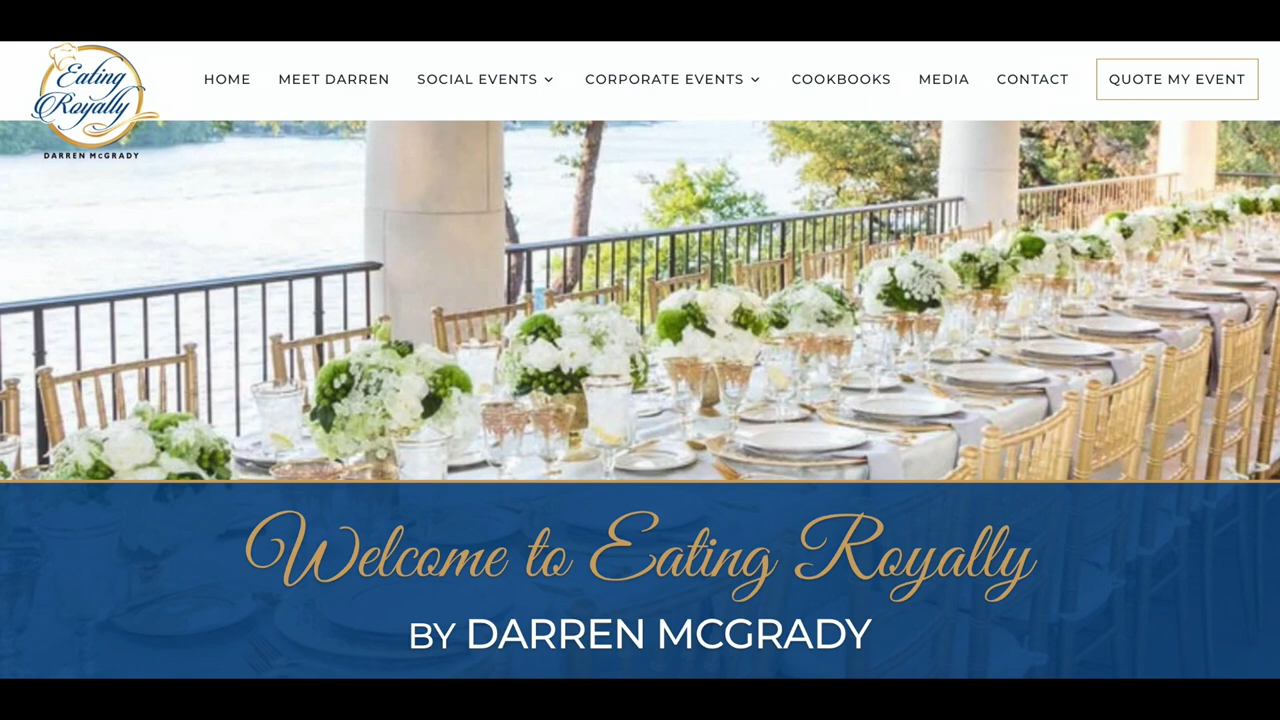 Eating
Royally
DARREN McGRADY
HOME MEET DARREN SOCIAL EVENTS CORPORATE EVENTS COOKBOOKS MEDIA CONTACT QUOTE MY EVENT
Welcome to Eating Royally
BY DARREN MCGRADY